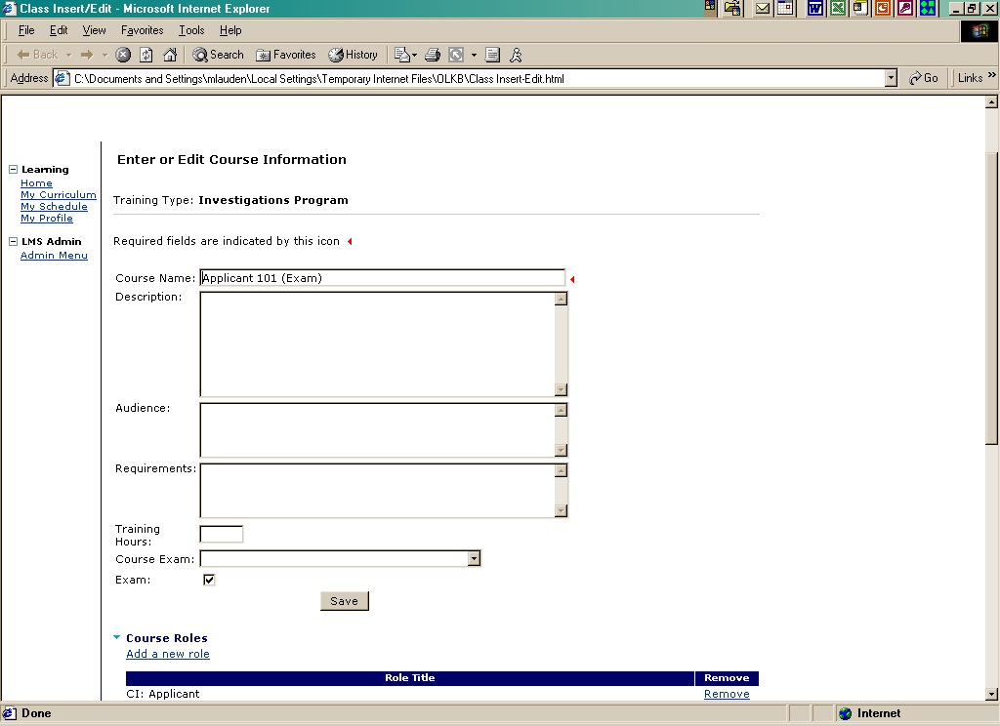 Class Insert/Edit - Microsoft Internet Explorer
File Edit View Favorites Tools Help
Back Search Favorites History
Address C:\Documents and Settings\mlauden\Local Settings\Temporary Internet Files\OLKB\Class Insert-Edit.html Go Links »
Enter or Edit Course Information
Learning
Home
My Curriculum
My Schedule
My Profile
LMS Admin
Admin Menu
Training Type: Investigations Program
Required fields are indicated by this icon
Course Name: Applicant 101 (Exam)
Description:
Audience:
Requirements:
Training
Hours:
Course Exam:
Exam:
Save
Course Roles
Add a new role
Role Title Remove
CI: Applicant Remove
Done Internet